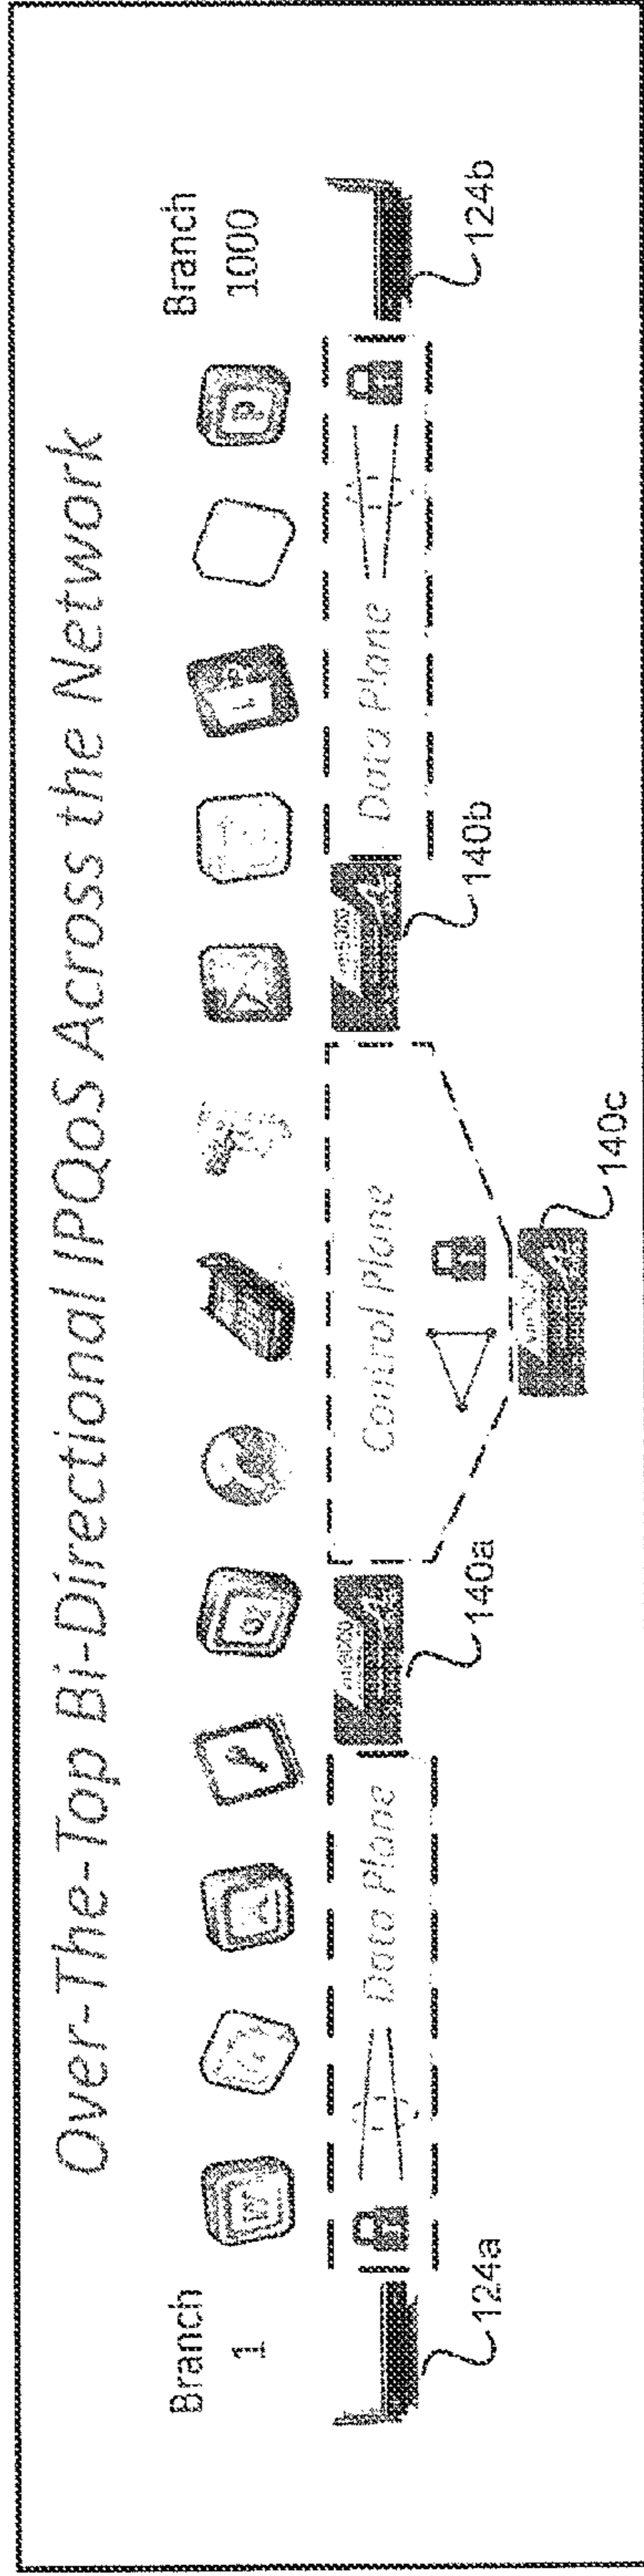 Over-The-Top Bi-Directional IPQoS Across the Network
Branch
1
Branch
1000
W
X
P
Data Plane
Control Plane
Data Plane
124a
140a
140b
124b
140c